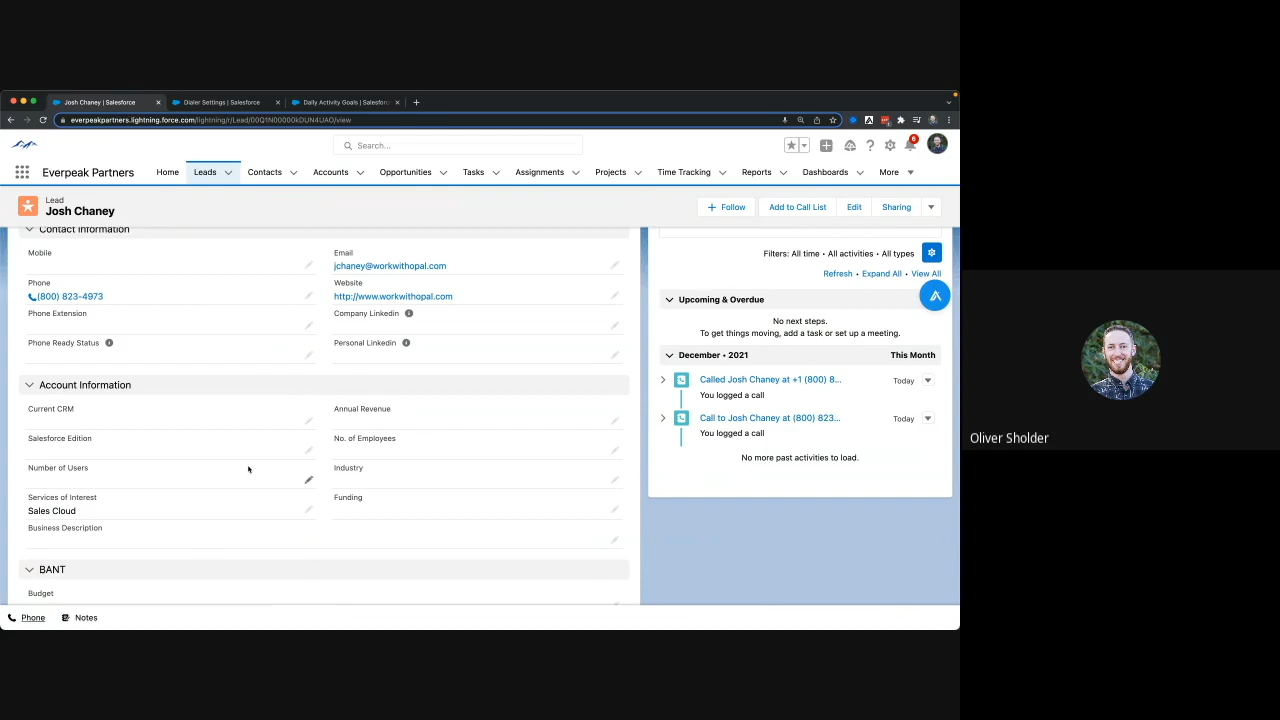 Josh Chaney | Salesforce
Dialer Settings | Salesforce
Daily Activity Goals | Salesforc
everpeakpartners.lightning.force.com/lightning/r/Lead/00Q1N00000kDUN4UAO/view
Search...
6
Everpeak Partners
Home
Leads
Contacts
Accounts
Opportunities
Tasks
Assignments
Projects
Time Tracking
Reports
Dashboards
More
Lead
Josh Chaney
+ Follow
Add to Call List
Edit
Sharing
Contact Information
Mobile
Email
jchaney@workwithopal.com
Phone
Website
(800) 823-4973
http://www.workwithopal.com
Phone Extension
Company Linkedin
Phone Ready Status
Personal Linkedin
Account Information
Current CRM
Annual Revenue
Salesforce Edition
No. of Employees
Number of Users
Industry
Services of Interest
Funding
Sales Cloud
Business Description
BANT
Budget
Filters: All time • All activities • All types
Refresh • Expand All • View All
Upcoming & Overdue
No next steps.
To get things moving, add a task or set up a meeting.
December • 2021
This Month
Called Josh Chaney at +1 (800) 8...
Today
You logged a call
Call to Josh Chaney at (800) 823...
Today
You logged a call
No more past activities to load.
Phone
Notes
Oliver Sholder